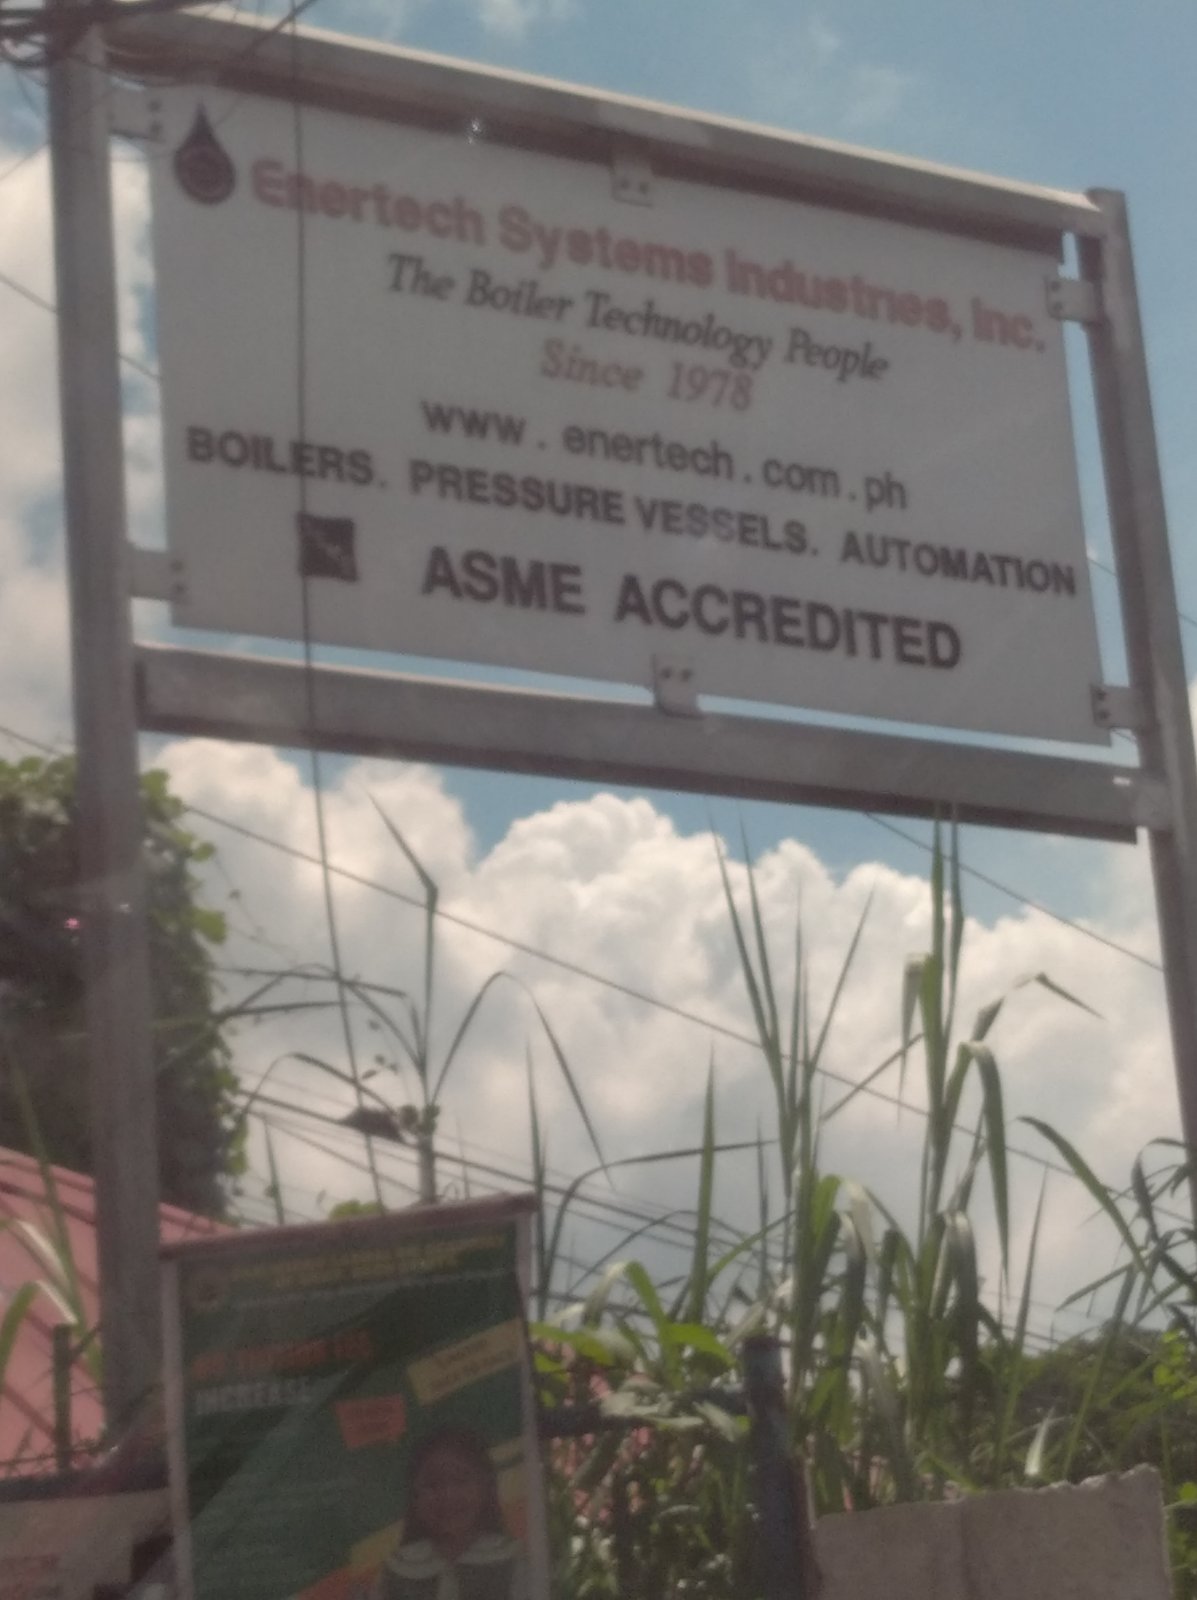 Enertech Systems Industries, Inc.
The Boiler Technology People
Since 1978
www . enertech . com . ph
BOILERS. PRESSURE VESSELS. AUTOMATION
ASME ACCREDITED
INCREASE